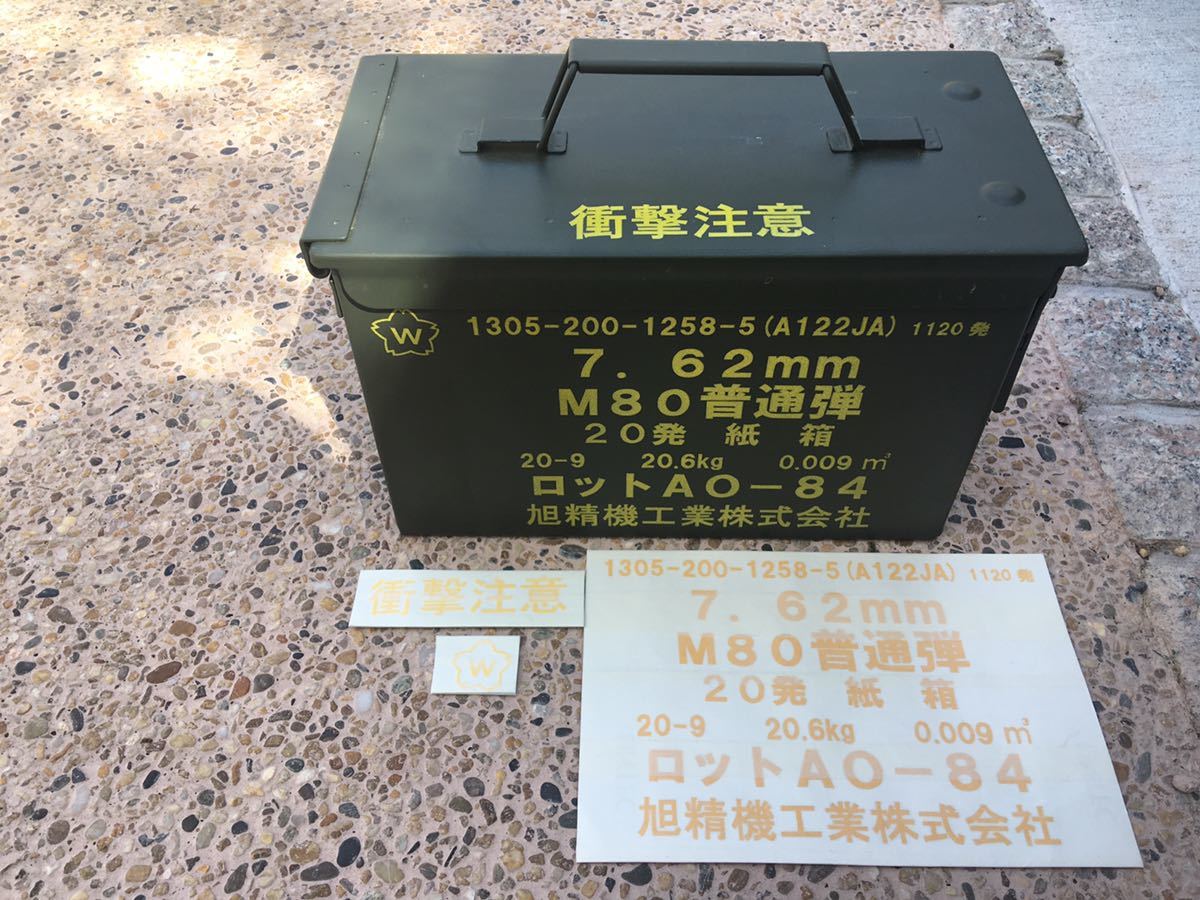 衝撃注意
W
1305-200-1258-5(A122JA) 1120発
7.62mm
M80普通弾
20発 紙 箱
20-9 20.6kg 0.009㎥
ロットAO-84
旭精機工業株式会社
衝撃注意
W
1305-200-1258-5(A122JA) 1120発
7.62mm
M80普通弾
20発 紙 箱
20-9 20.6kg 0.009㎥
ロットAO-84
旭精機工業株式会社